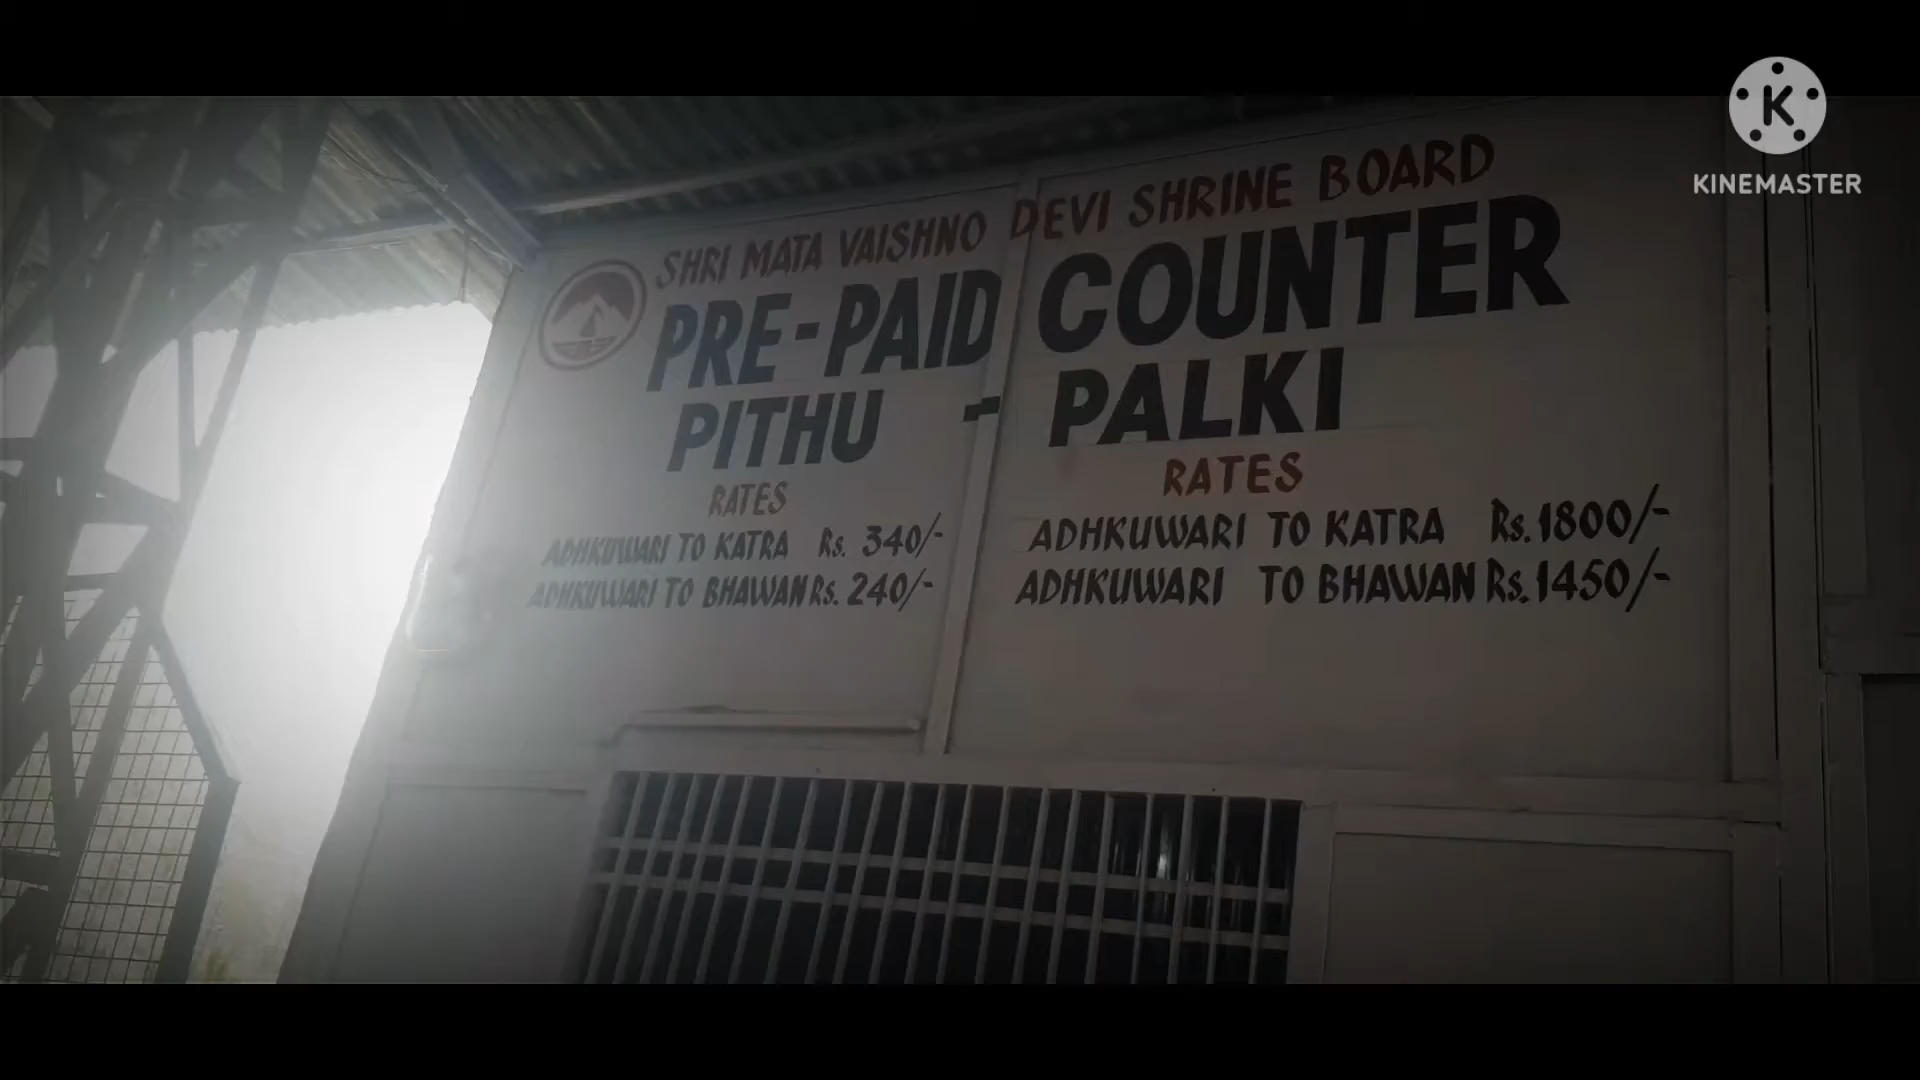 SHRI MATA VAISHNO DEVI SHRINE BOARD
PRE-PAID COUNTER
PITHU - PALKI
RATES
ADHKUWARI TO KATRA Rs. 340/-
ADHKUWARI TO BHAWAN Rs. 240/-
RATES
ADHKUWARI TO KATRA Rs. 1800/-
ADHKUWARI TO BHAWAN Rs. 1450/-
K
KINEMASTER